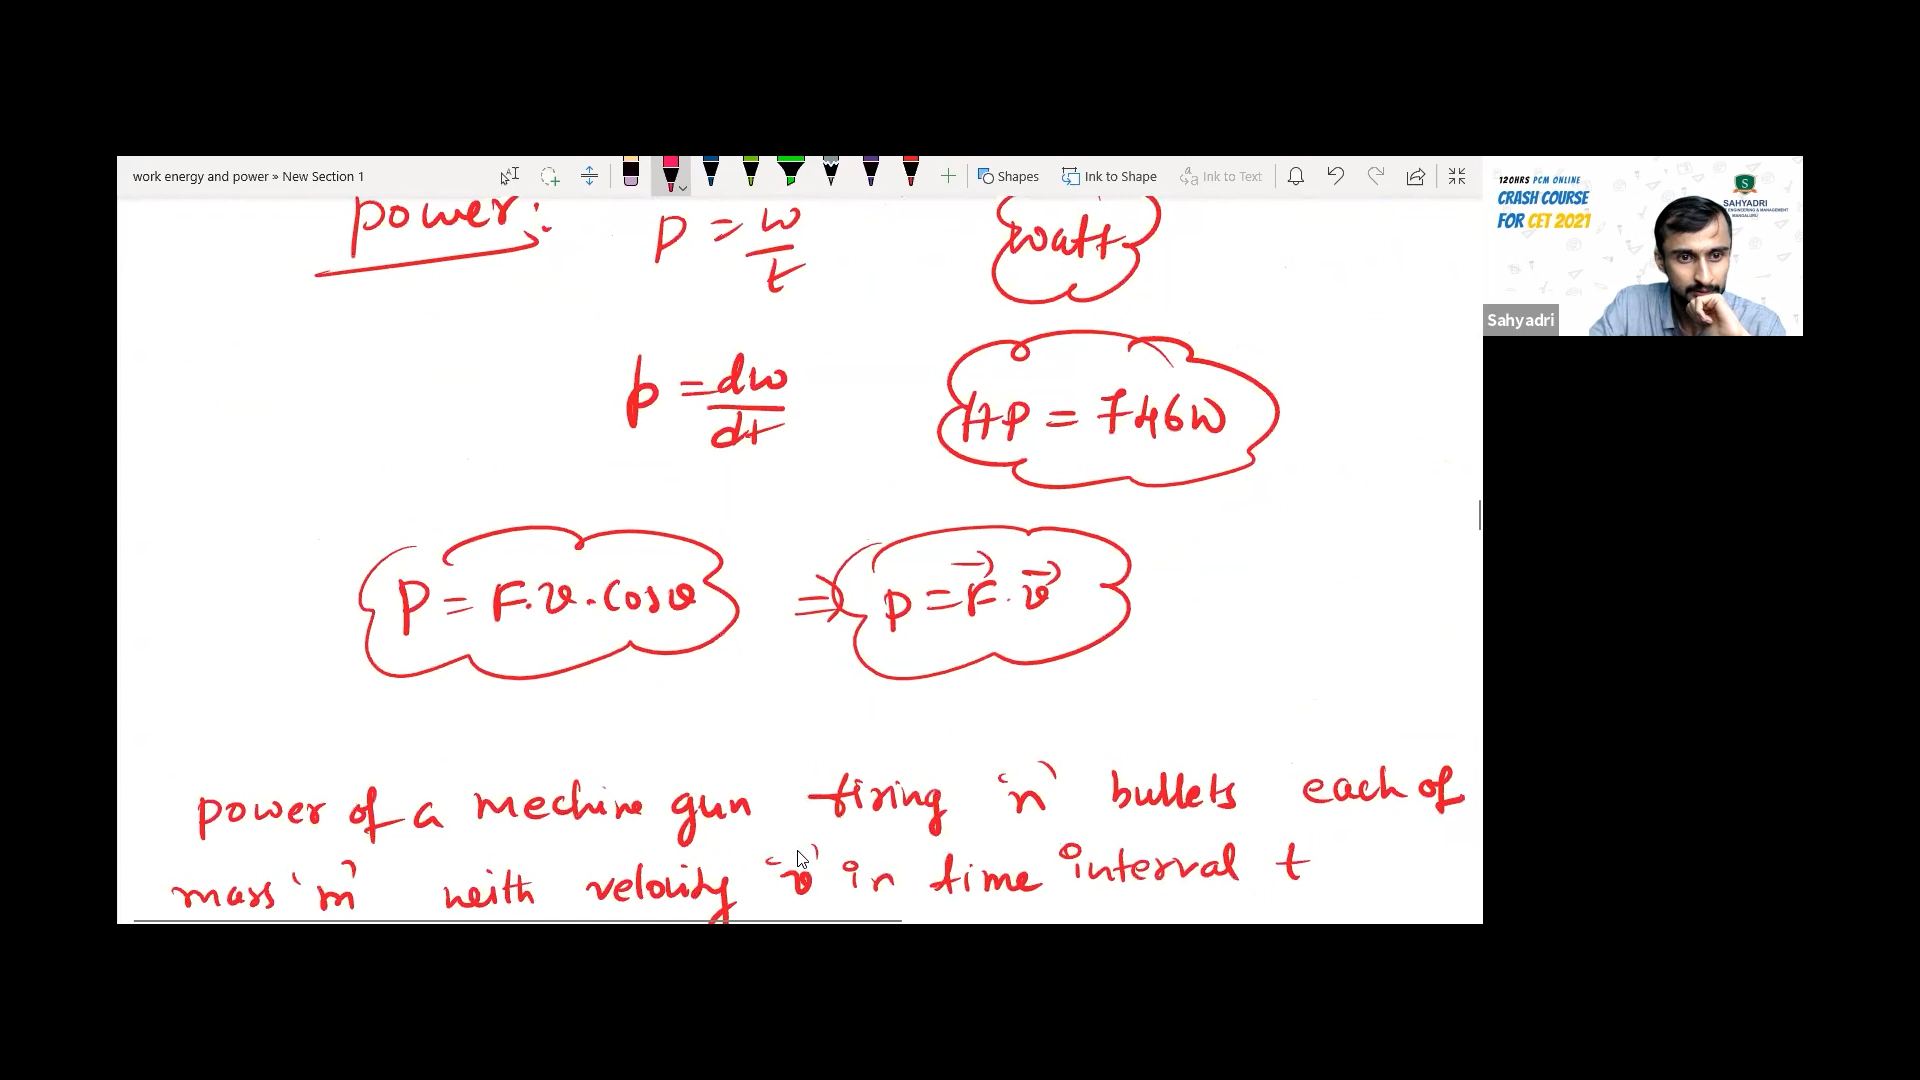 work energy and power » New Section 1
Shapes
Ink to Shape
Ink to Text
120HRS PCM ONLINE
CRASH COURSE
FOR CET 2021
S
SAHYADRI
MANGALURU
Sahyadri
power:
P = W/t
watt
p = dw/dt
HP = 746W
P = F.v.cosθ
⇒ P = F⃗ . v⃗
power of a mechine gun firing 'n' bullets each of
mass 'm' with velocity 'v' in time interval t